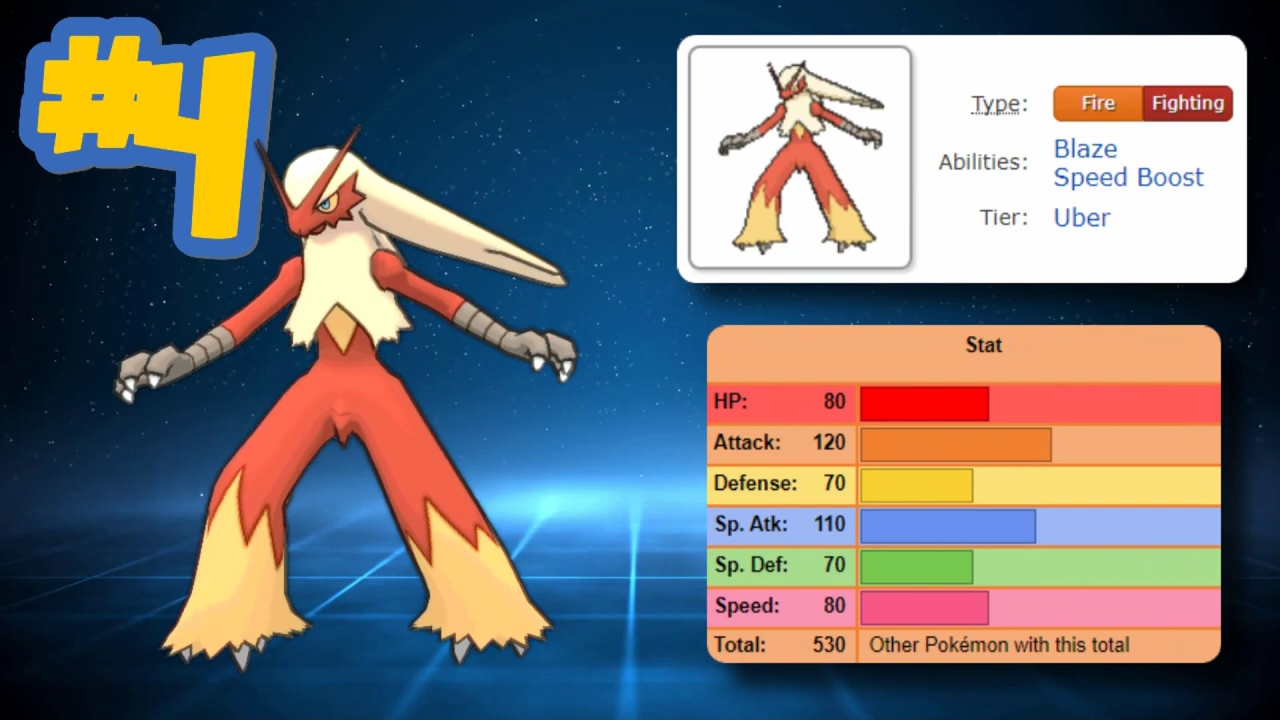 #4
Type: Fire Fighting
Abilities: Blaze
Speed Boost
Tier: Uber
Stat
HP: 80
Attack: 120
Defense: 70
Sp. Atk: 110
Sp. Def: 70
Speed: 80
Total: 530 Other Pokémon with this total